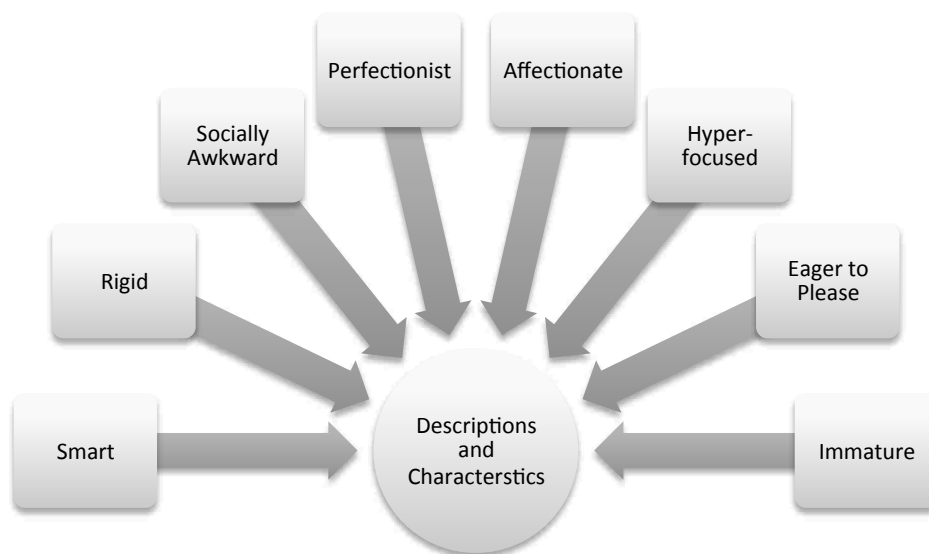 Smart
Rigid
Socially
Awkward
Perfectionist
Affectionate
Hyper-
focused
Eager to
Please
Immature
Descriptions
and
Characterstics